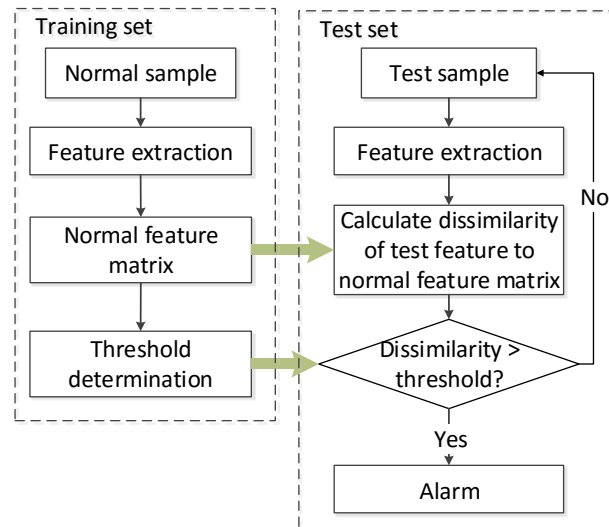 Training set
Normal sample
Feature extraction
Normal feature
matrix
Threshold
determination
Test set
Test sample
Feature extraction
Calculate dissimilarity
of test feature to
normal feature matrix
Dissimilarity >
threshold?
No
Yes
Alarm